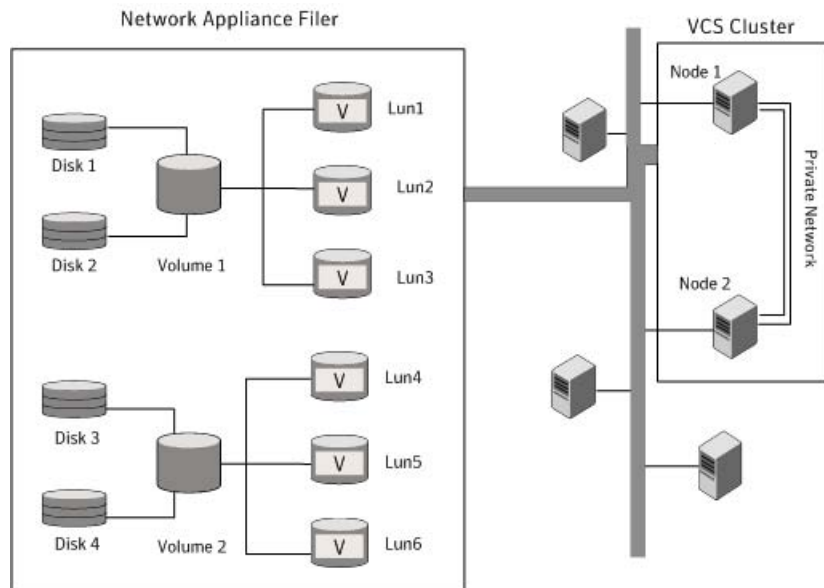 Network Appliance Filer
VCS Cluster
Node 1
V
Lun1
Disk 1
V
Lun2
Disk 2
Volume 1
V
Lun3
Private Network
Node 2
V
Lun4
Disk 3
V
Lun5
Disk 4
Volume 2
V
Lun6